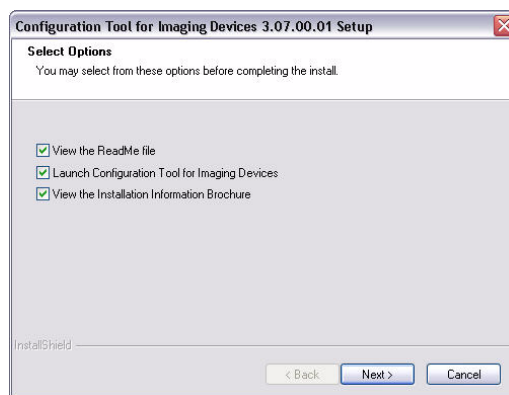 Configuration Tool for Imaging Devices 3.07.00.01 Setup
Select Options
You may select from these options before completing the install.
View the ReadMe file
Launch Configuration Tool for Imaging Devices
View the Installation Information Brochure
InstallShield
< Back
Next >
Cancel